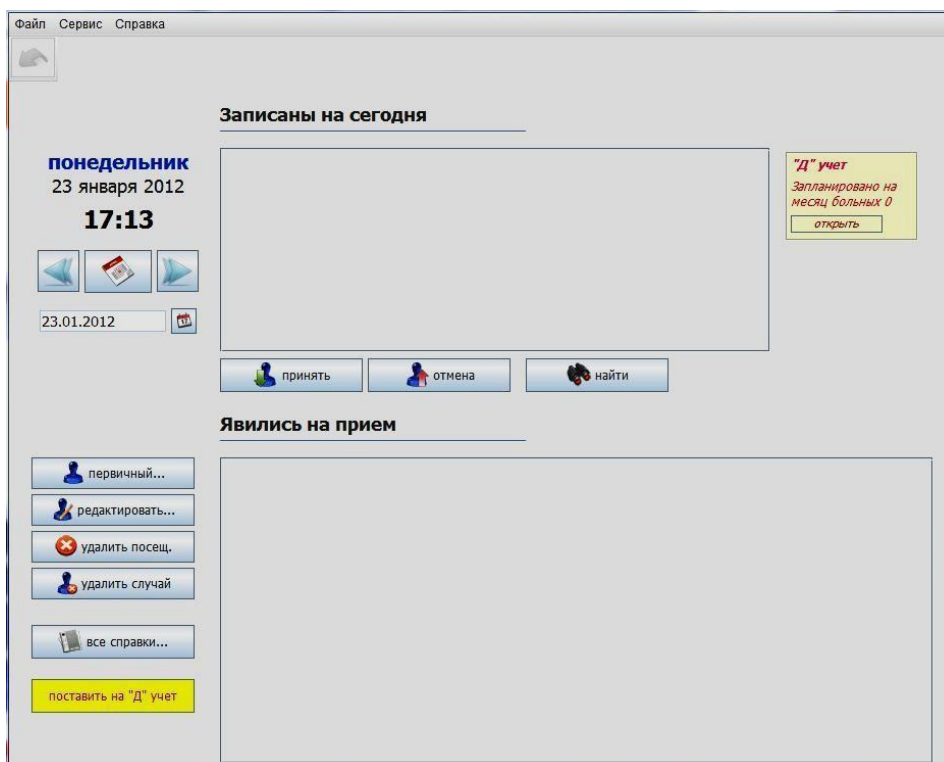 Файл Сервис Справка
Записаны на сегодня
понедельник
23 января 2012
17:13
23.01.2012
"Д" учет
Запланировано на
месяц больных 0
открыть
принять отмена найти
Явились на прием
первичный...
редактировать...
удалить посещ.
удалить случай
все справки...
поставить на "Д" учет